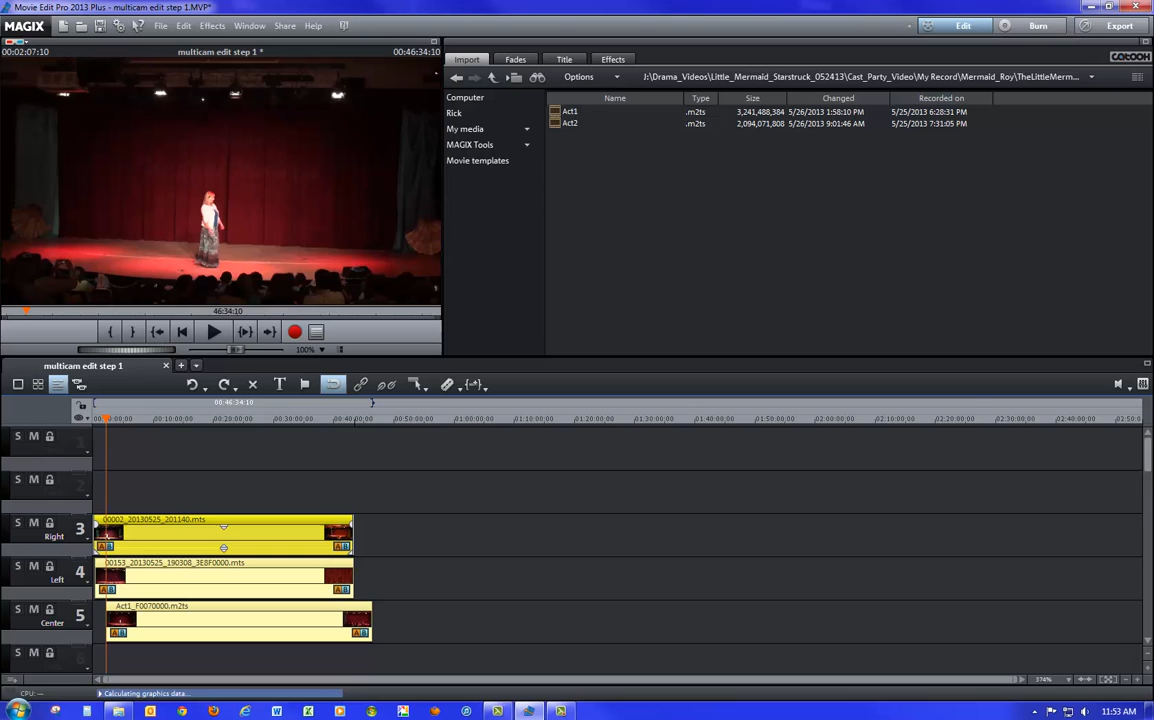 Movie Edit Pro 2013 Plus - multicam edit step 1.MVP*
MAGIX File Edit Effects Window Share Help Edit Burn Export
00:02:07:10 multicam edit step 1 * 00:46:34:10
Import Fades Title Effects CATOOH
Options J:\Drama_Videos\Little_Mermaid_Starstruck_052413\Cast_Party_Video\My Record\Mermaid_Roy\TheLittleMerm...
Computer
Rick
My media
MAGIX Tools
Movie templates
Name Type Size Changed Recorded on
Act1 .m2ts 3,241,488,384 5/26/2013 1:58:10 PM 5/25/2013 6:28:31 PM
Act2 .m2ts 2,094,071,808 5/26/2013 9:01:46 AM 5/25/2013 7:31:05 PM
46:34:10
100%
multicam edit step 1
00:46:34:10
00:10:00:00 00:20:00:00 00:30:00:00 00:40:00:00 00:50:00:00 01:00:00:00 01:10:00:00 01:20:00:00 01:30:00:00 01:40:00:00 01:50:00:00 02:00:00:00 02:10:00:00 02:20:00:00 02:30:00:00 02:40:00:00 02:50:0
S M 1
S M 2
S M 3
Right
00002_20130525_201140.mts
A B A B
S M 4
Left
00153_20130525_190308_3E8F0000.mts
A B A B
S M 5
Center
Act1_F0070000.m2ts
A B A B
S M 6
374%
CPU: — Calculating graphics data...
11:53 AM